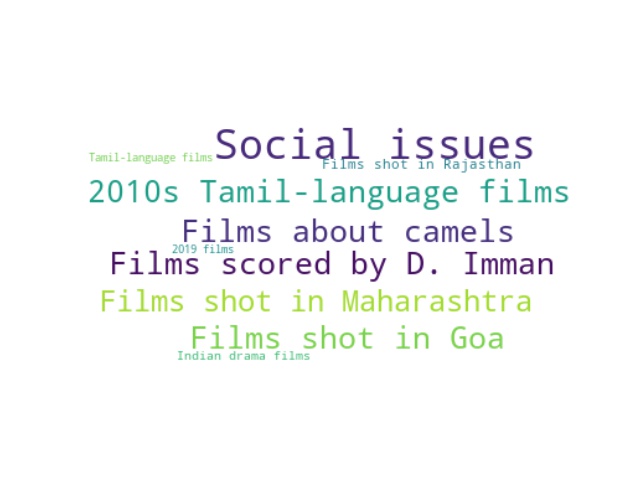 Social issues
Tamil-language films
Films shot in Rajasthan
2010s Tamil-language films
Films about camels
2019 films
Films scored by D. Imman
Films shot in Maharashtra
Films shot in Goa
Indian drama films